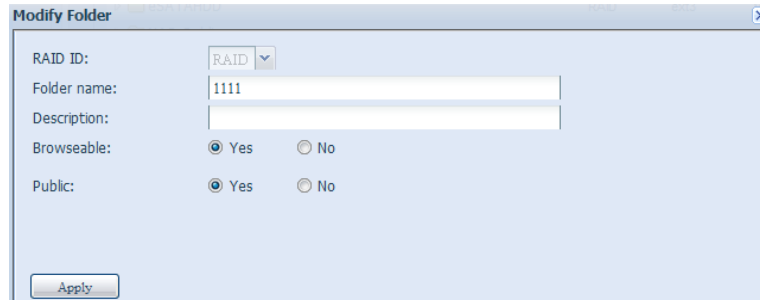 Modify Folder
RAID ID: RAID
Folder name: 1111
Description:
Browseable: Yes No
Public: Yes No
Apply